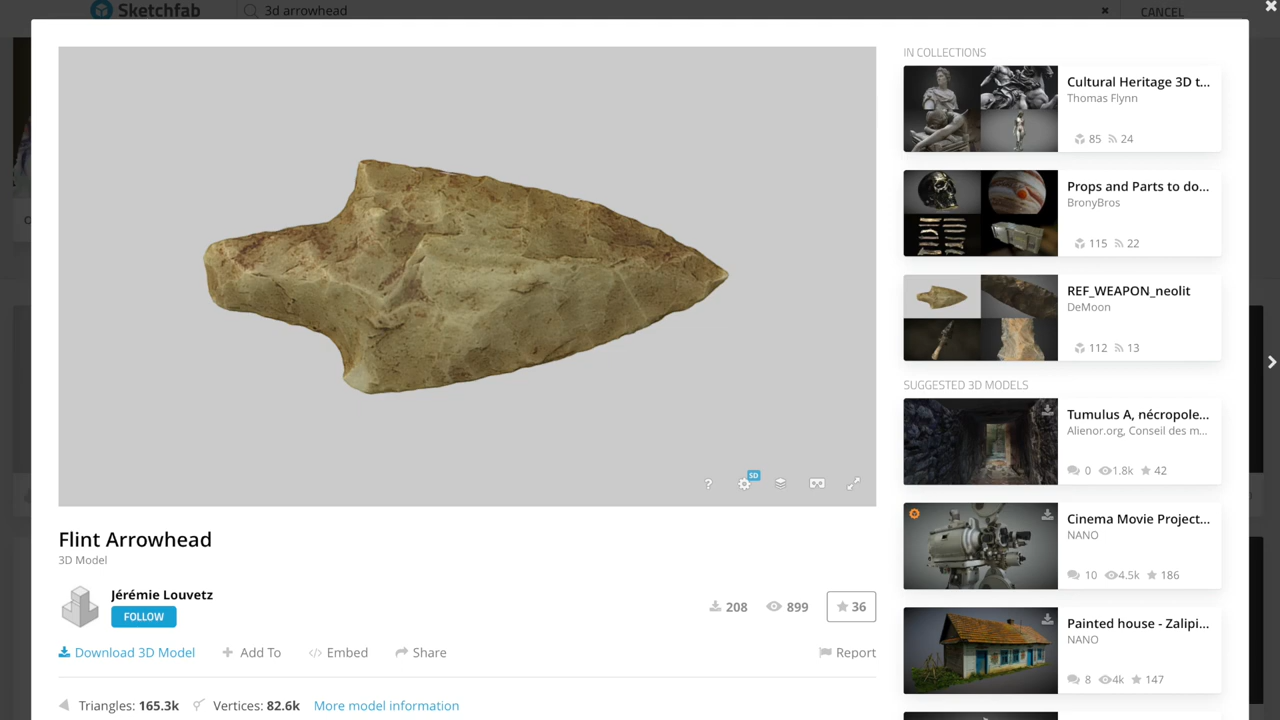 Sketchfab
3d arrowhead
CANCEL
SD
Flint Arrowhead
3D Model
Jérémie Louvetz
FOLLOW
208
899
36
Download 3D Model
Add To
Embed
Share
Report
Triangles: 165.3k
Vertices: 82.6k
More model information
IN COLLECTIONS
Cultural Heritage 3D t...
Thomas Flynn
85
24
Props and Parts to do...
BronyBros
115
22
REF_WEAPON_neolit
DeMoon
112
13
SUGGESTED 3D MODELS
Tumulus A, nécropole...
Alienor.org, Conseil des m...
0
1.8k
42
Cinema Movie Project...
NANO
10
4.5k
186
Painted house - Zalipi...
NANO
8
4k
147